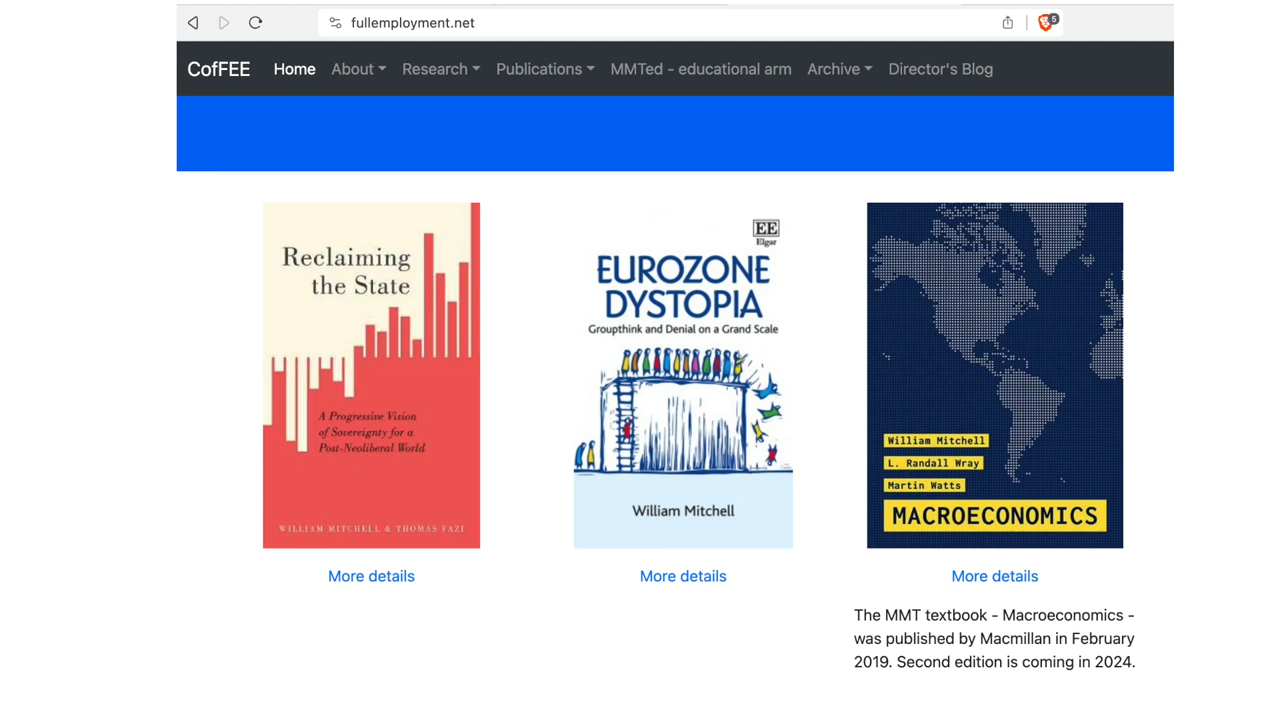 fullemployment.net
5
CofFEE Home About Research Publications MMTed - educational arm Archive Director's Blog
Reclaiming
the State
A Progressive Vision
of Sovereignty for a
Post-Neoliberal World
WILLIAM MITCHELL & THOMAS FAZI
More details
EE
Elgar
EUROZONE
DYSTOPIA
Groupthink and Denial on a Grand Scale
William Mitchell
More details
William Mitchell
L. Randall Wray
Martin Watts
MACROECONOMICS
More details
The MMT textbook - Macroeconomics -
was published by Macmillan in February
2019. Second edition is coming in 2024.